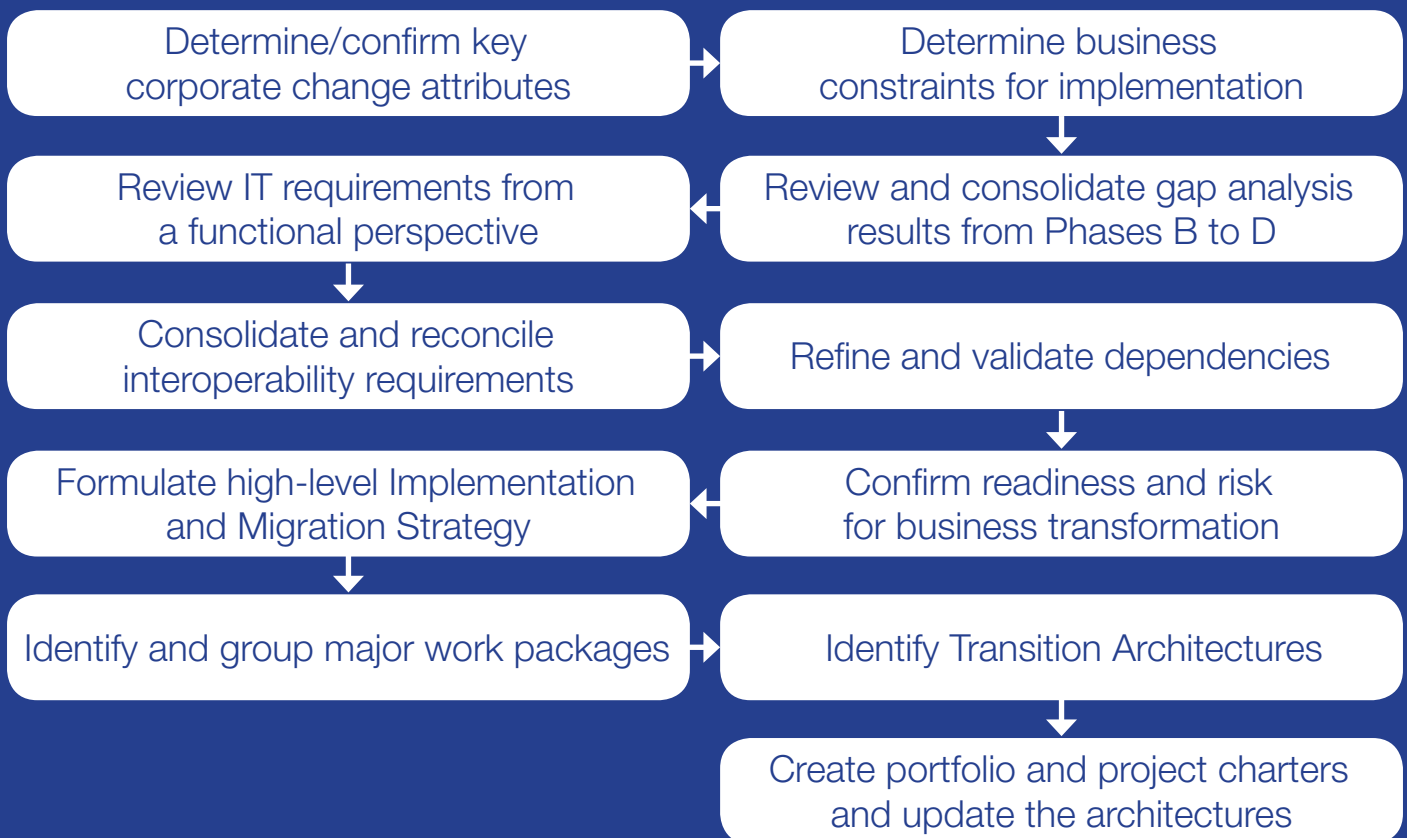 Determine/confirm key
corporate change attributes
Determine business
constraints for implementation
Review IT requirements from
a functional perspective
Review and consolidate gap analysis
results from Phases B to D
Consolidate and reconcile
interoperability requirements
Refine and validate dependencies
Formulate high-level Implementation
and Migration Strategy
Confirm readiness and risk
for business transformation
Identify and group major work packages
Identify Transition Architectures
Create portfolio and project charters
and update the architectures